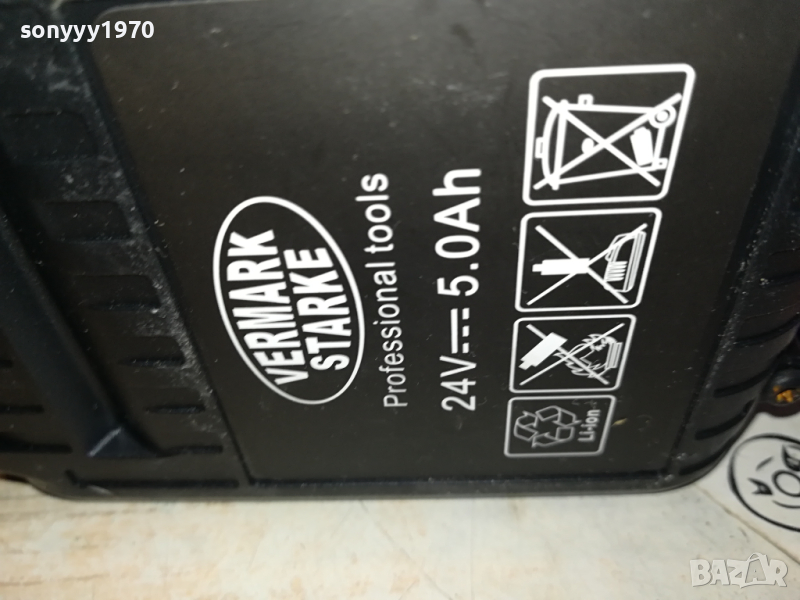 sonyyy1970
VERMARK
STARKE
Professional tools
24V 5.0Ah
Li-ion
BAZAR